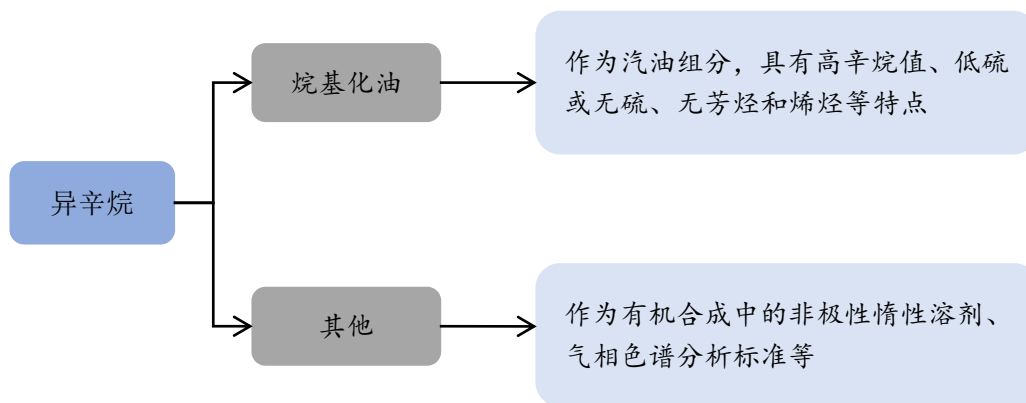 烷基化油
作为汽油组分，具有高辛烷值、低硫
或无硫、无芳烃和烯烃等特点
异辛烷
其他
作为有机合成中的非极性惰性溶剂、
气相色谱分析标准等